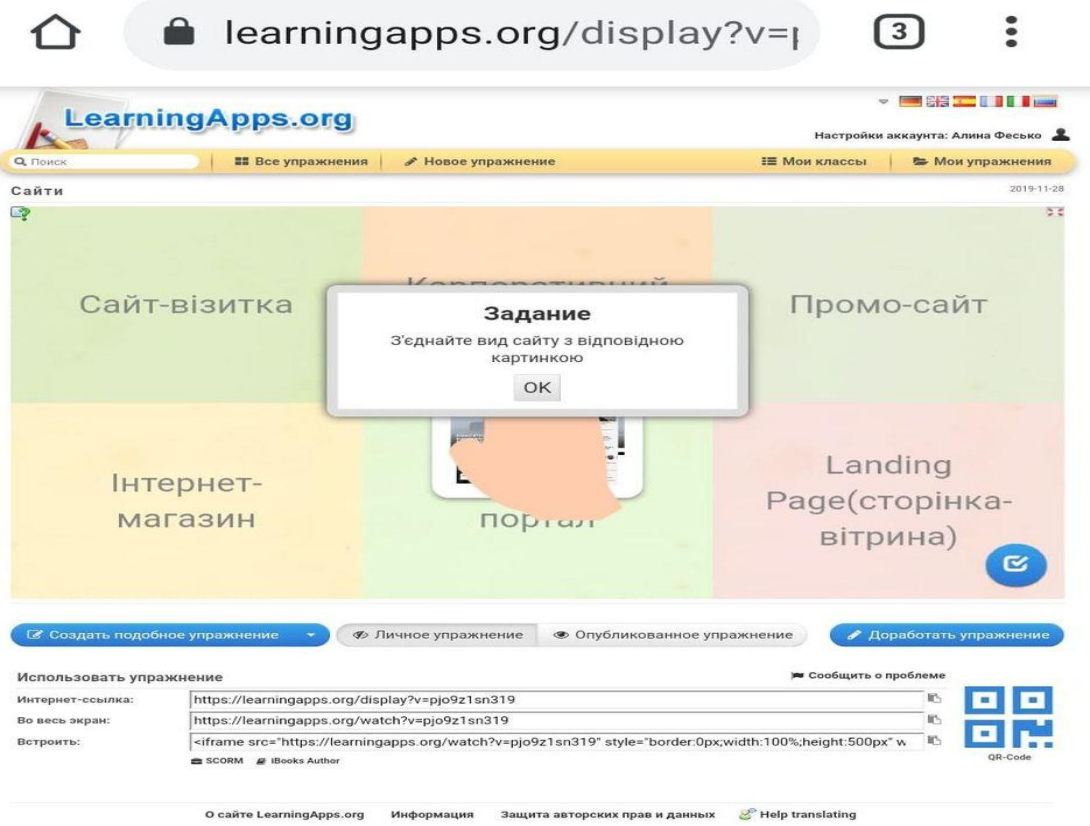 learningapps.org/display?v=p
3
LearningApps.org
Настройки аккаунта: Алина Фесько
Поиск
Все упражнения
Новое упражнение
Мои классы
Мои упражнения
Сайти
2019-11-28
Сайт-візитка
Корпоративний
Промо-сайт
Задание
З'єднайте вид сайту з відповідною
картинкою
OK
Інтернет-
магазин
портал
Landing
Page(сторінка-
вітрина)
Создать подобное упражнение
Личное упражнение
Опубликованное упражнение
Доработать упражнение
Использовать упражнение
Сообщить о проблеме
Интернет-ссылка:
https://learningapps.org/display?v=pjo9z1sn319
Во весь экран:
https://learningapps.org/watch?v=pjo9z1sn319
Встроить:
<iframe src="https://learningapps.org/watch?v=pjo9z1sn319" style="border:0px;width:100%;height:500px" w
SCORM
iBooks Author
QR-Code
О сайте LearningApps.org
Информация
Защита авторских прав и данных
Help translating